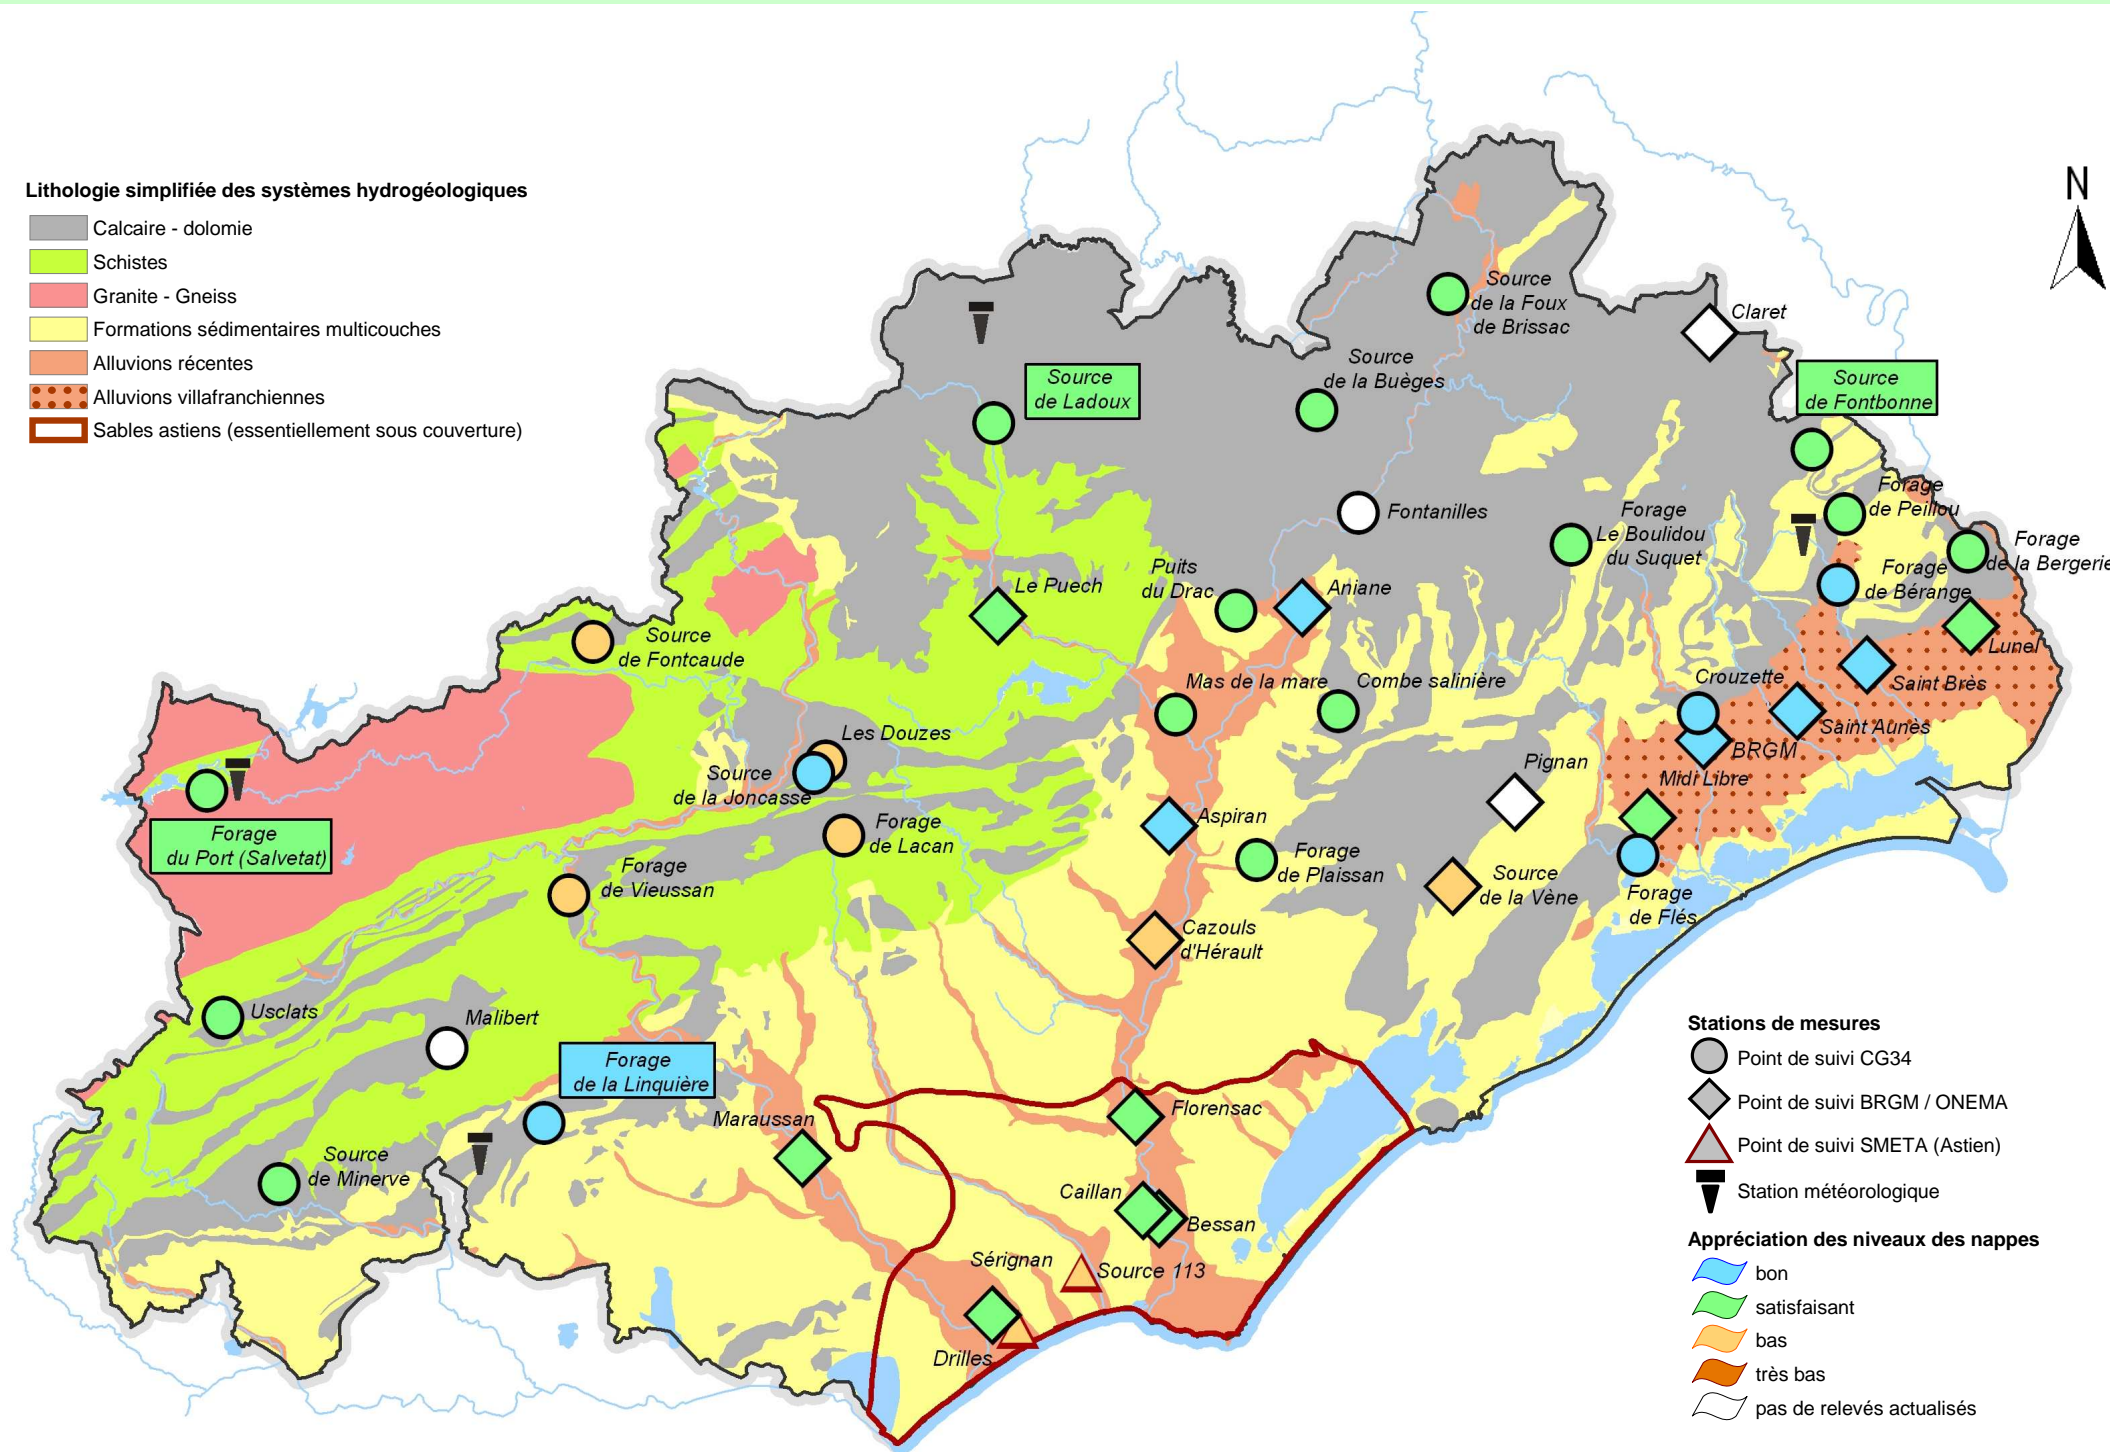 N
Lithologie simplifiée des systèmes hydrogéologiques
Calcaire - dolomie
Schistes
Granite - Gneiss
Formations sédimentaires multicouches
Alluvions récentes
Alluvions villafranchiennes
Sables astiens (essentiellement sous couverture)
Source
de la Foux
de Brissac
Claret
Source
de la Buèges
Source
de Ladoux
Source
de Fontbonne
Forage
de Peillou
Fontanilles
Forage
Le Boulidou
du Suquet
Forage
de la Bergerie
Forage
de Bérange
Puits
du Drac
Aniane
Le Puech
Lunel
Source
de Fontcaude
Saint Brès
Mas de la mare
Combe salinière
Crouzette
Saint Aunès
BRGM
Les Douzes
Source
de la Joncasse
Pignan
Midi Libre
Forage
du Port (Salvetat)
Forage
de Lacan
Aspiran
Forage
de Plaissan
Forage
de Vieussan
Source
de la Vène
Forage
de Flés
Cazouls
d'Hérault
Usclats
Malibert
Forage
de la Linquière
Maraussan
Florensac
Source
de Minerve
Caillan
Bessan
Sérignan
Source 113
Drilles
Stations de mesures
Point de suivi CG34
Point de suivi BRGM / ONEMA
Point de suivi SMETA (Astien)
Station météorologique
Appréciation des niveaux des nappes
bon
satisfaisant
bas
très bas
pas de relevés actualisés